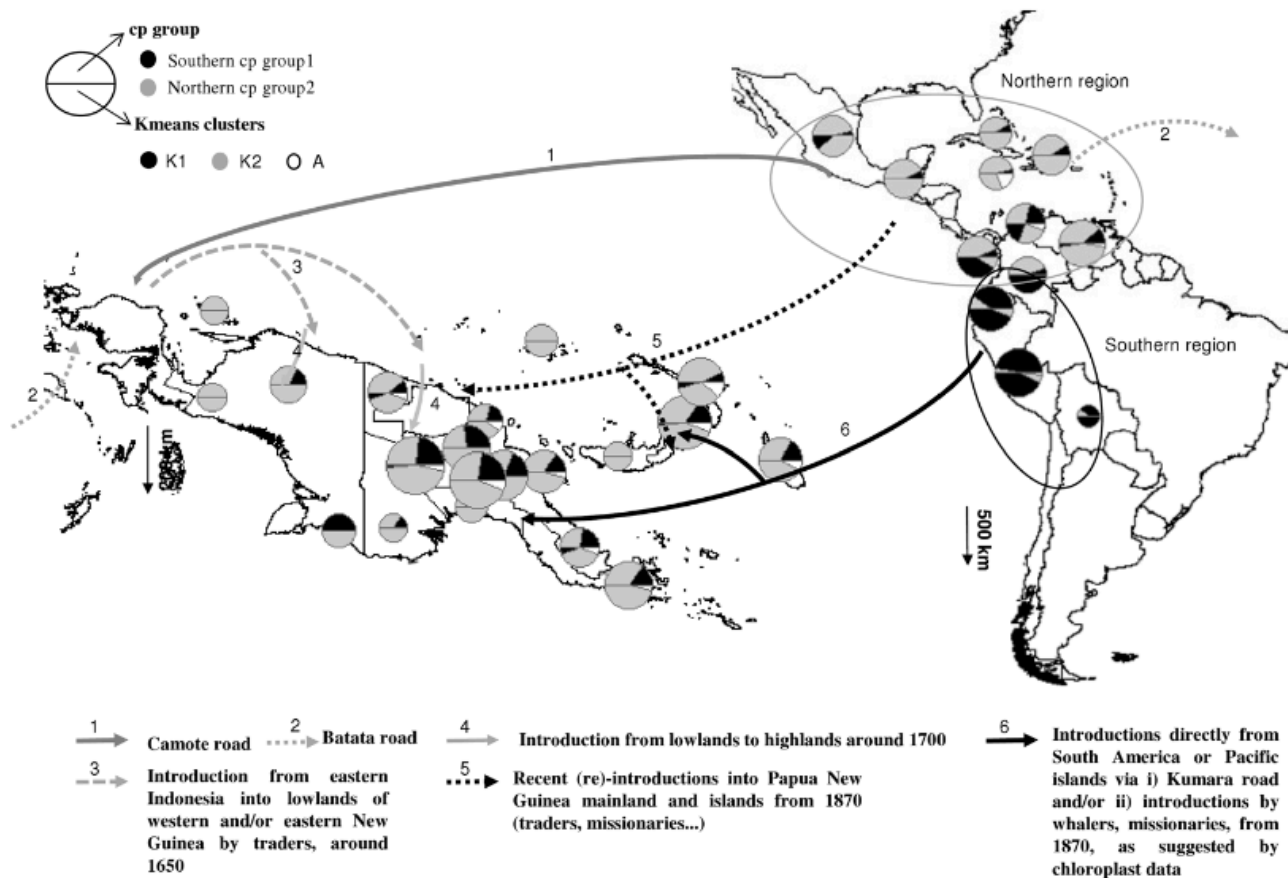 cp group
Southern cp group1
Northern cp group2
Kmeans clusters
K1 K2 A
Northern region
1
2
3
2
4
4
5
6
Southern region
500 km
1 Camote road
2 Batata road
3 Introduction from eastern
Indonesia into lowlands of
western and/or eastern New
Guinea by traders, around
1650
4 Introduction from lowlands to highlands around 1700
5 Recent (re)-introductions into Papua New
Guinea mainland and islands from 1870
(traders, missionaries...)
6 Introductions directly from
South America or Pacific
islands via i) Kumara road
and/or ii) introductions by
whalers, missionaries, from
1870, as suggested by
chloroplast data